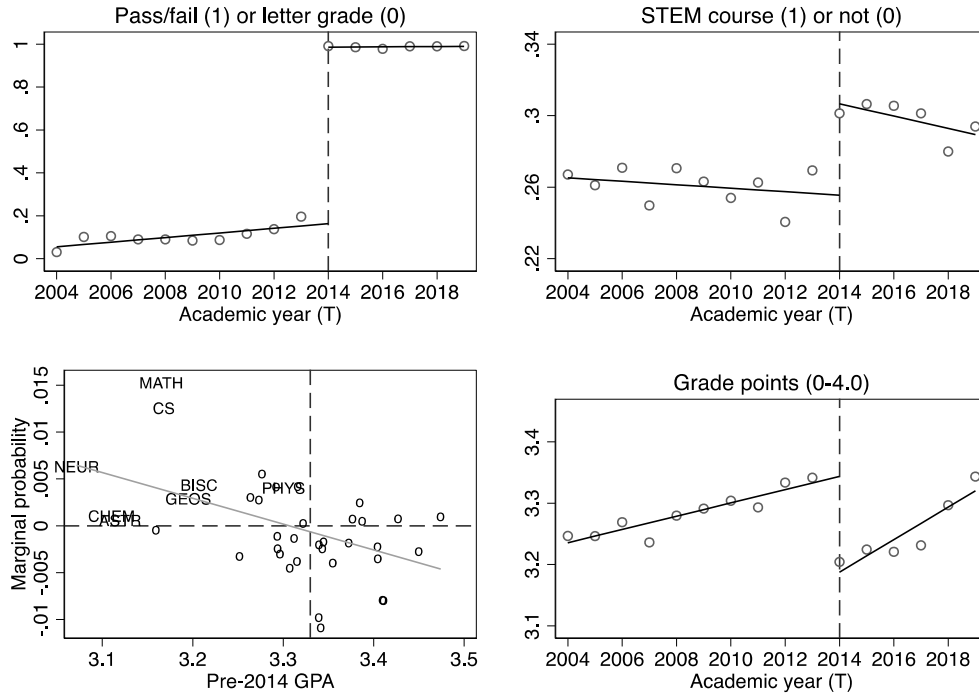 Pass/fail (1) or letter grade (0)
1
.8
.6
.4
.2
0
2004 2006 2008 2010 2012 2014 2016 2018
Academic year (T)
STEM course (1) or not (0)
.34
.3
.26
.22
2004 2006 2008 2010 2012 2014 2016 2018
Academic year (T)
Marginal probability
.015
.01
.005
0
-.005
-.01
MATH
CS
NEUR
BISC
PHYS
GEOS
CHEM
ASTR
3.1 3.2 3.3 3.4 3.5
Pre-2014 GPA
Grade points (0-4.0)
3.4
3.3
3.2
3.1
2004 2006 2008 2010 2012 2014 2016 2018
Academic year (T)